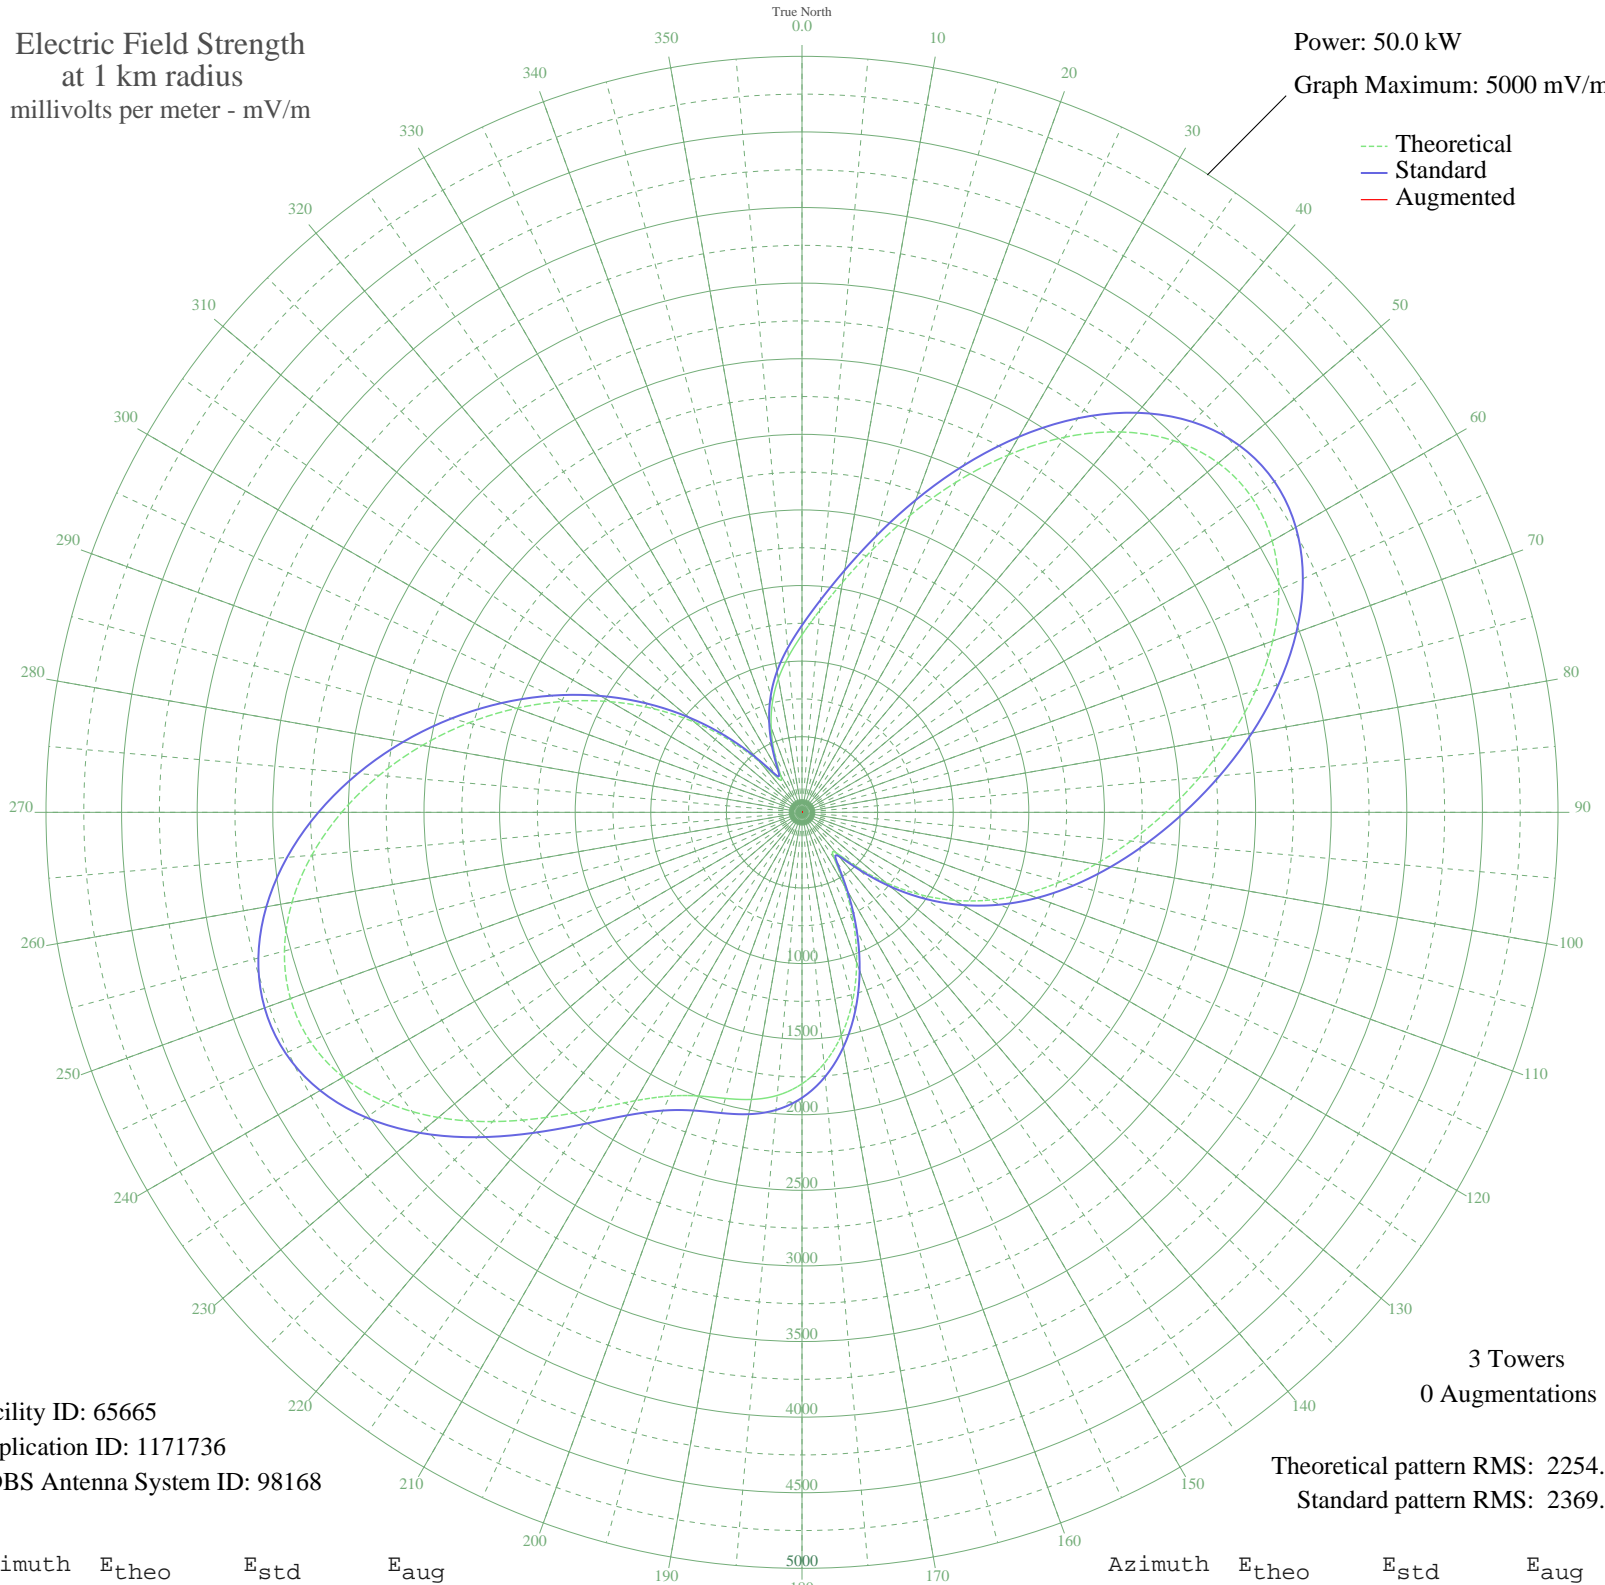 True North
0.0
Electric Field Strength
at 1 km radius
millivolts per meter - mV/m
Power: 50.0 kW
Graph Maximum: 5000 mV/m
Theoretical
Standard
Augmented
10
20
30
40
50
60
70
80
90
100
110
120
130
140
150
160
170
190
200
210
220
230
240
250
260
270
280
290
300
310
320
330
340
350
1000
1500
2000
2500
3000
3500
4000
4500
5000
3 Towers
0 Augmentations
cility ID: 65665
plication ID: 1171736
DBS Antenna System ID: 98168
Theoretical pattern RMS: 2254.
Standard pattern RMS: 2369.
imuth Etheo Estd Eaug
Azimuth Etheo Estd Eaug